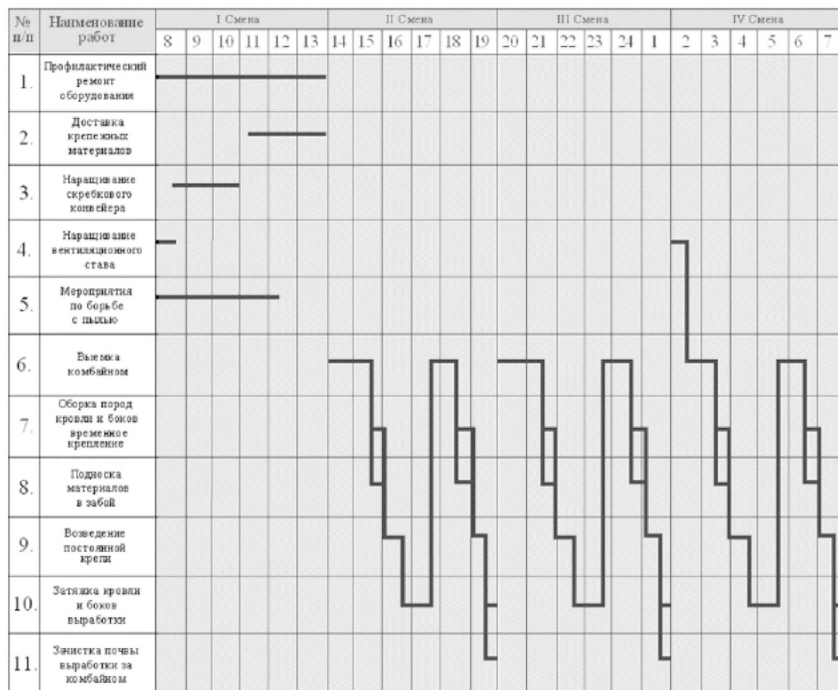 № п/п
Наименование работ
I Смена
II Смена
III Смена
IV Смена
8 9 10 11 12 13 14 15 16 17 18 19 20 21 22 23 24 1 2 3 4 5 6 7
1.
Профилактический
ремонт
оборудования
2.
Доставка
крепежных
материалов
3.
Наращивание
скребкового
конвейера
4.
Наращивание
вентиляционного
става
5.
Мероприятия
по борьбе
с пылью
6.
Выемка
комбайном
7.
Оборка пород
кровли и боков
временное
крепление
8.
Подноска
материалов
в забой
9.
Возведение
постоянной
крепи
10.
Затяжка кровли
и боков
выработки
11.
Зачистка почвы
выработки за
комбайном